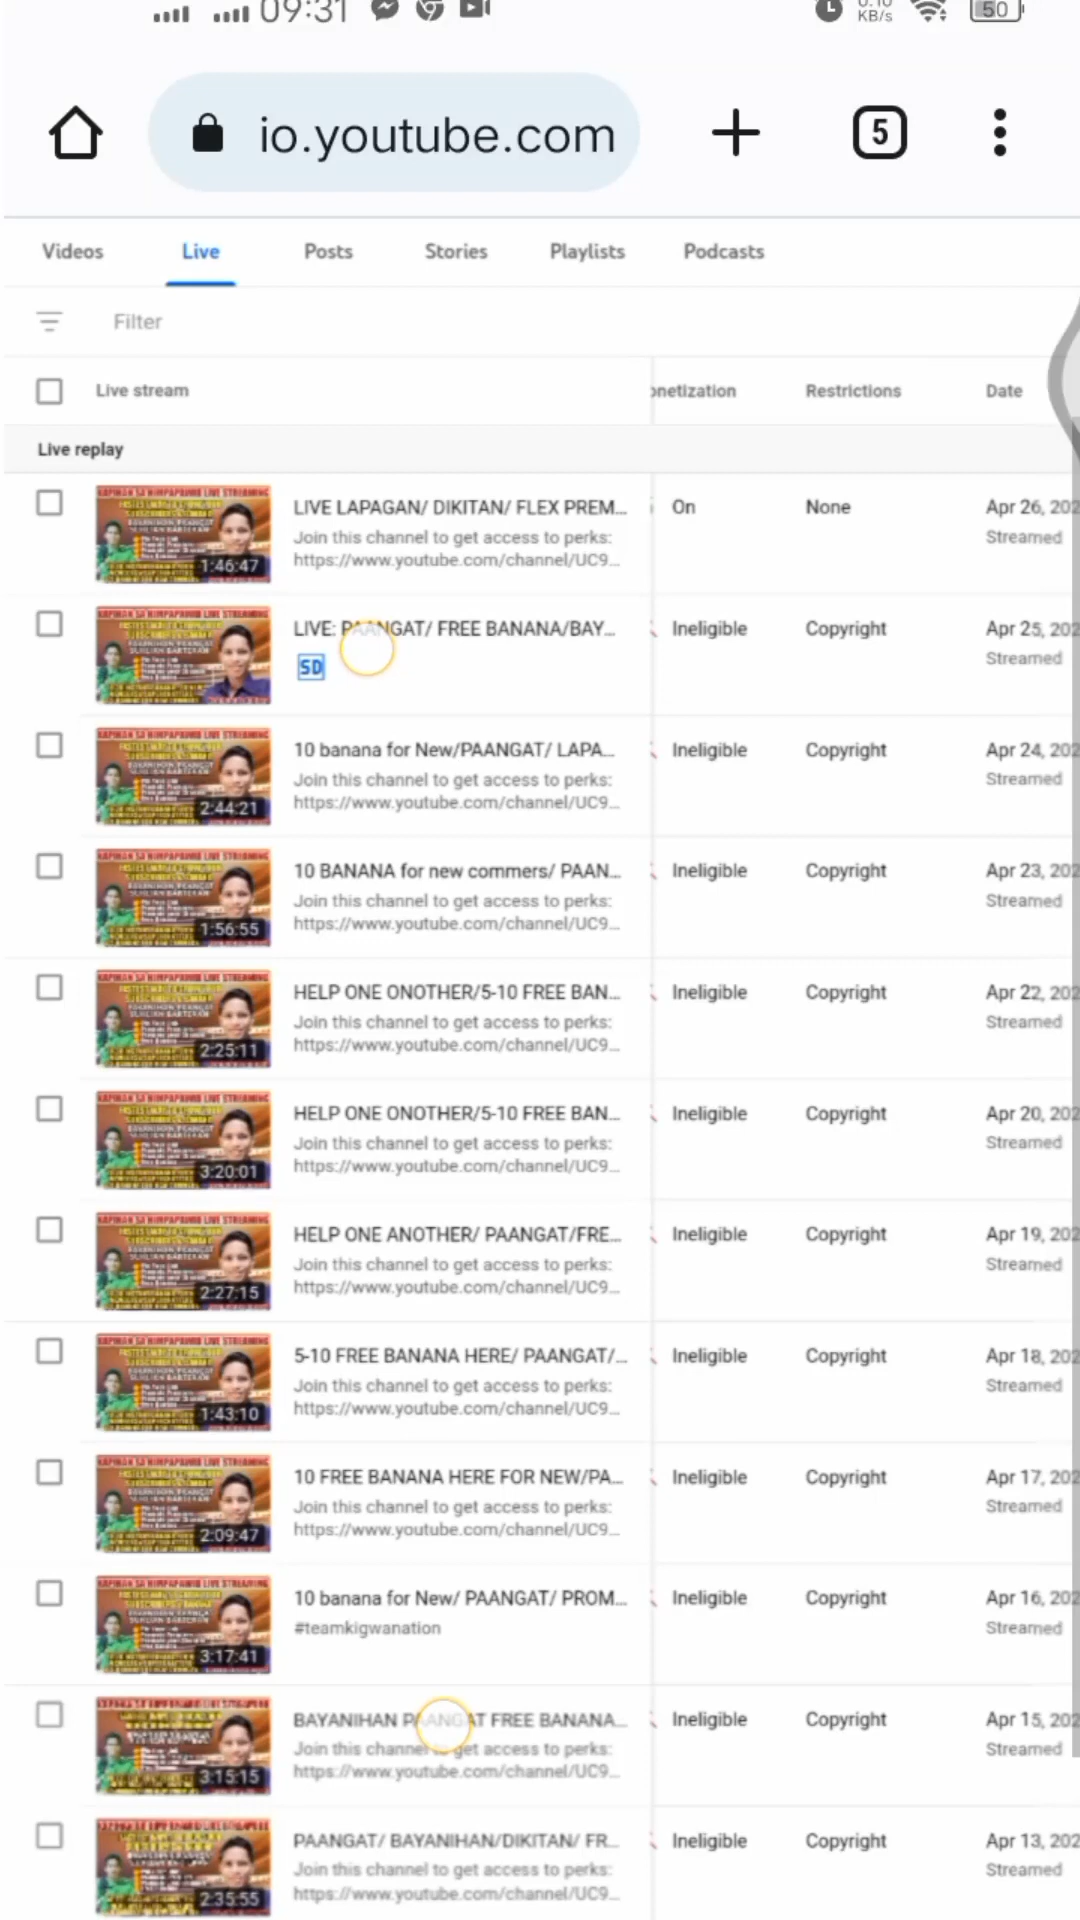 09:31
0.10 KB/s
50
io.youtube.com
5
Videos Live Posts Stories Playlists Podcasts
Filter
Live stream
onetization Restrictions Date
Live replay
LIVE LAPAGAN/ DIKITAN/ FLEX PREM...
On None Apr 26, 202
Join this channel to get access to perks:
Streamed
https://www.youtube.com/channel/UC9...
1:46:47
LIVE: PAANGAT/ FREE BANANA/BAY...
Ineligible Copyright Apr 25, 202
SD
Streamed
10 banana for New/PAANGAT/ LAPA...
Ineligible Copyright Apr 24, 202
Join this channel to get access to perks:
Streamed
https://www.youtube.com/channel/UC9...
2:44:21
10 BANANA for new commers/ PAAN...
Ineligible Copyright Apr 23, 202
Join this channel to get access to perks:
Streamed
https://www.youtube.com/channel/UC9...
1:56:55
HELP ONE ONOTHER/5-10 FREE BAN...
Ineligible Copyright Apr 22, 202
Join this channel to get access to perks:
Streamed
https://www.youtube.com/channel/UC9...
2:25:11
HELP ONE ONOTHER/5-10 FREE BAN...
Ineligible Copyright Apr 20, 202
Join this channel to get access to perks:
Streamed
https://www.youtube.com/channel/UC9...
3:20:01
HELP ONE ANOTHER/ PAANGAT/FRE...
Ineligible Copyright Apr 19, 202
Join this channel to get access to perks:
Streamed
https://www.youtube.com/channel/UC9...
2:27:15
5-10 FREE BANANA HERE/ PAANGAT/...
Ineligible Copyright Apr 18, 202
Join this channel to get access to perks:
Streamed
https://www.youtube.com/channel/UC9...
1:43:10
10 FREE BANANA HERE FOR NEW/PA...
Ineligible Copyright Apr 17, 202
Join this channel to get access to perks:
Streamed
https://www.youtube.com/channel/UC9...
2:09:47
10 banana for New/ PAANGAT/ PROM...
Ineligible Copyright Apr 16, 202
#teamkigwanation
Streamed
3:17:41
BAYANIHAN PAANGAT FREE BANANA...
Ineligible Copyright Apr 15, 202
Join this channel to get access to perks:
Streamed
https://www.youtube.com/channel/UC9...
3:15:15
PAANGAT/ BAYANIHAN/DIKITAN/ FR...
Ineligible Copyright Apr 13, 202
Join this channel to get access to perks:
Streamed
https://www.youtube.com/channel/UC9...
2:35:55